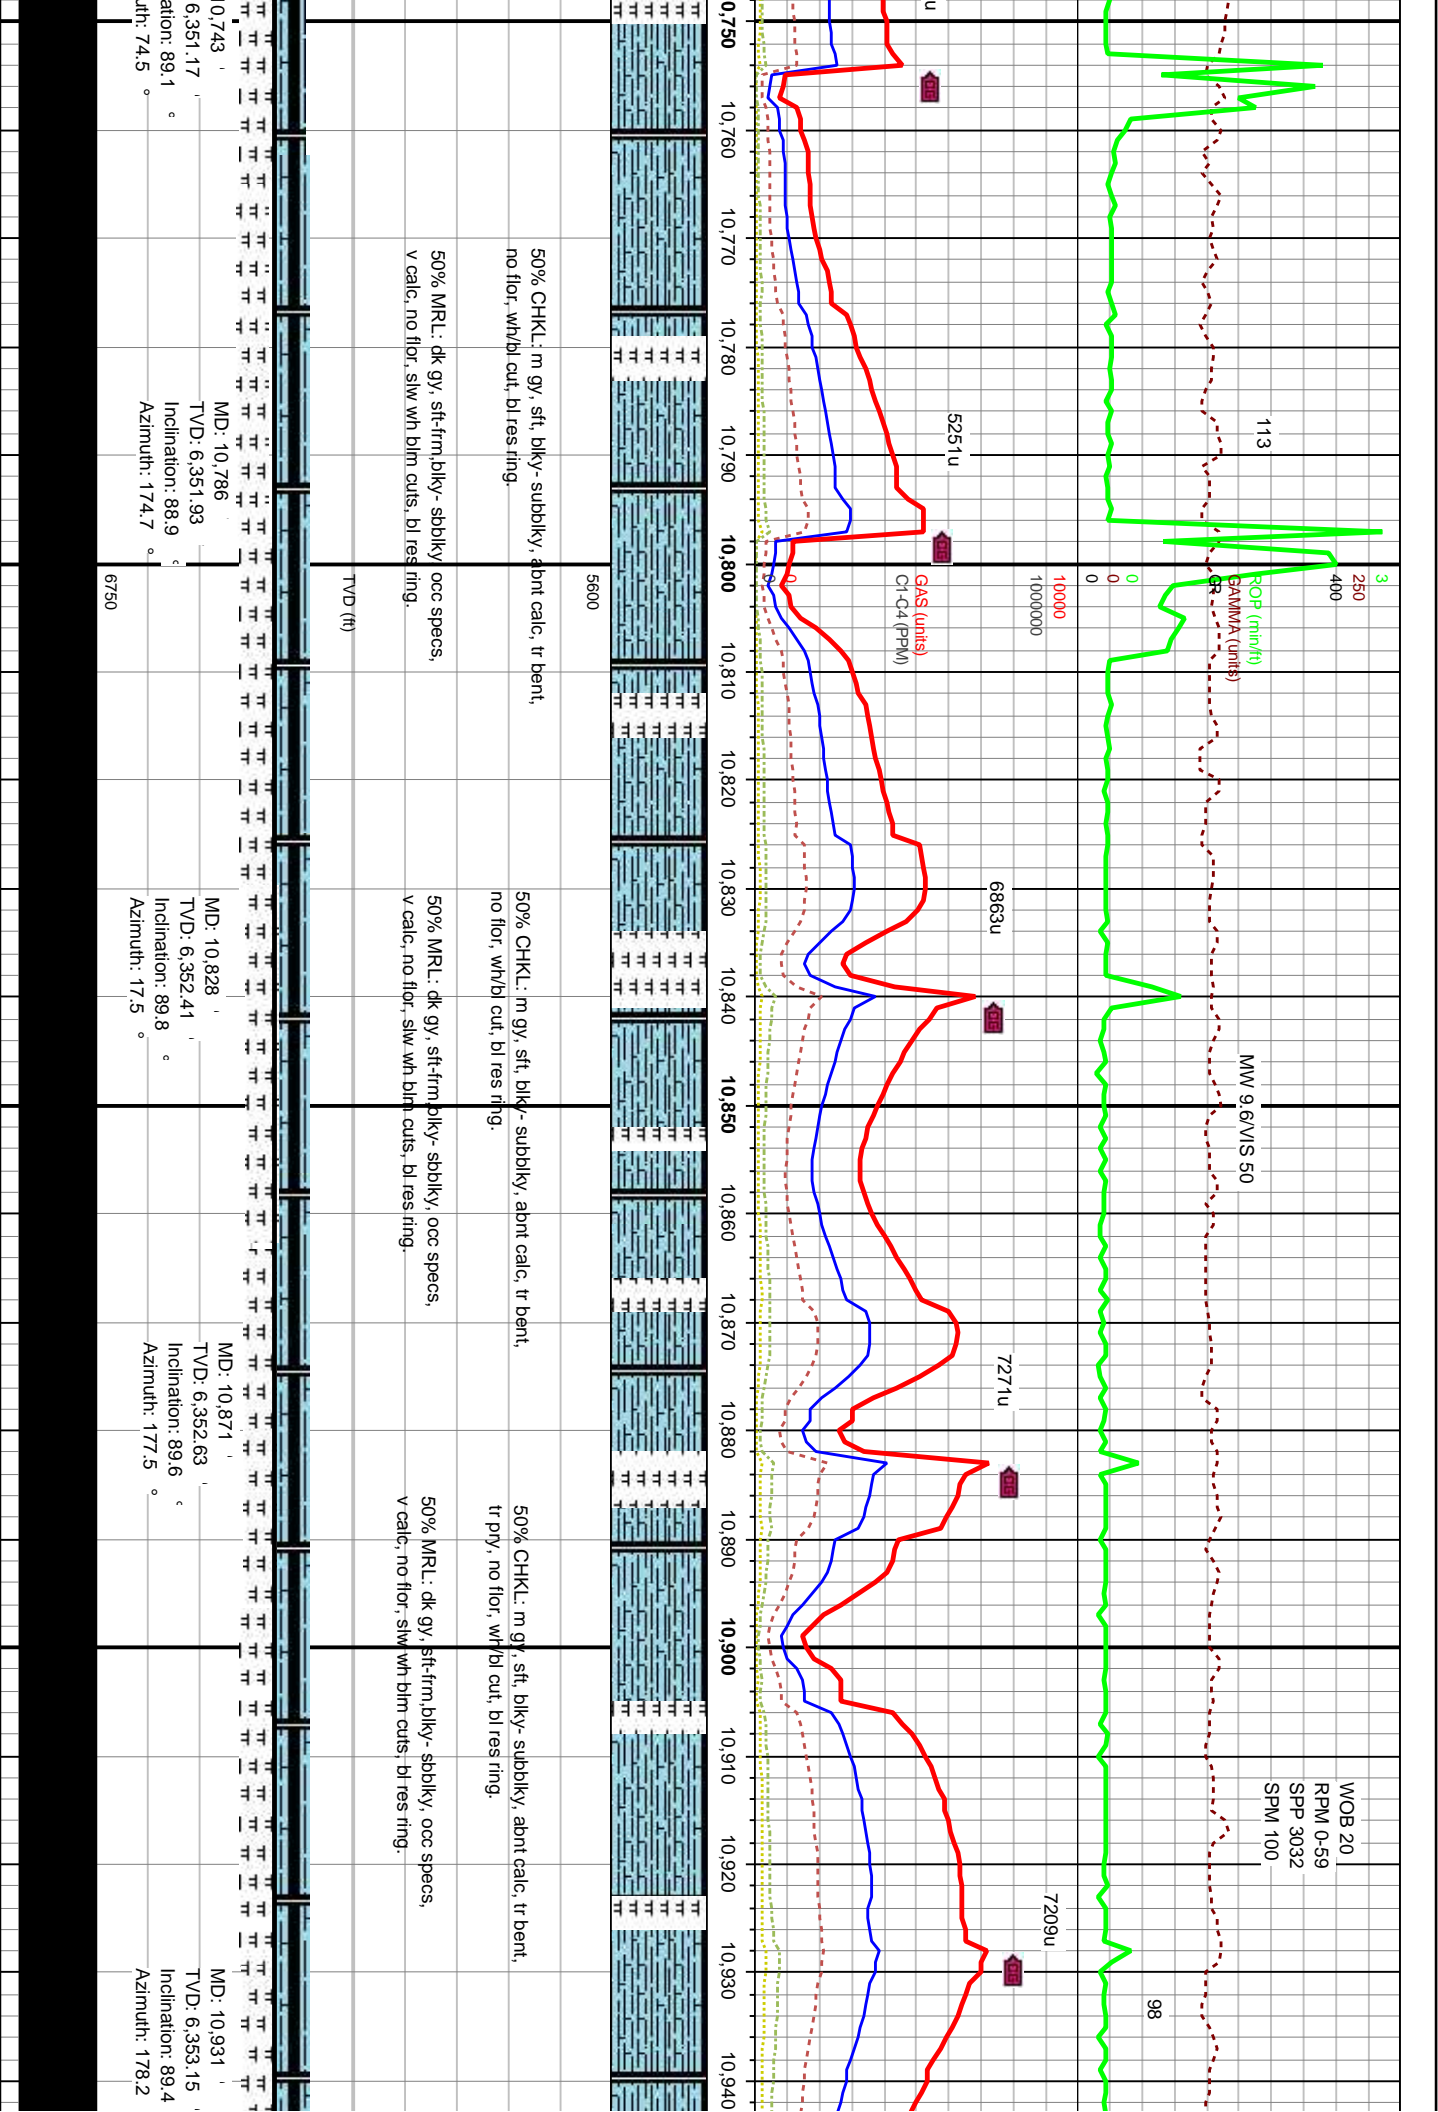 113
MW 9.6/VIS 50
WOB 20
RPM 0-59
SPP 3032
SPM 100
98
3
250
400
ROP (min/ft)
GAMMA (units)
GR
0
0
0
10000
1000000
GAS (units)
C1-C4 (PPM)
0
0
u
5251u
6863u
7271u
7209u
CG
CG
CG
CG
CG
0,750
10,760
10,770
10,780
10,790
10,800
10,810
10,820
10,830
10,840
10,850
10,860
10,870
10,880
10,890
10,900
10,910
10,920
10,930
10,940
50% CHKL: m gy, sft, blky- subblky, abnt calc, tr bent,
no flor, wh/bl cut, bl res ring.
50% MRL: dk gy, sft-frm,blky- sbblky, occ specs,
v calc, no flor, slw wh blm cuts, bl res ring.
50% CHKL: m gy, sft, blky- subblky, abnt calc, tr bent,
no flor, wh/bl cut, bl res ring.
50% MRL: dk gy, sft-frm,blky- sbblky, occ specs,
v calc, no flor, slw wh blm cuts, bl res ring.
50% CHKL: m gy, sft, blky- subblky, abnt calc, tr bent,
tr pry, no flor, wh/bl cut, bl res ring.
50% MRL: dk gy, sft-frm,blky- sbblky, occ specs,
v calc, no flor, slw wh blm cuts, bl res ring.
5600
TVD (ft)
6750
10,743 '
6,351.17 '
ation: 89.1 °
uth: 74.5 °
MD: 10,786 '
TVD: 6,351.93 '
Inclination: 88.9 °
Azimuth: 174.7 °
MD: 10,828 '
TVD: 6,352.41 '
Inclination: 89.8 °
Azimuth: 17.5 °
MD: 10,871 '
TVD: 6,352.63 '
Inclination: 89.6 °
Azimuth: 177.5 °
MD: 10,931 '
TVD: 6,353.15 '
Inclination: 89.4
Azimuth: 178.2